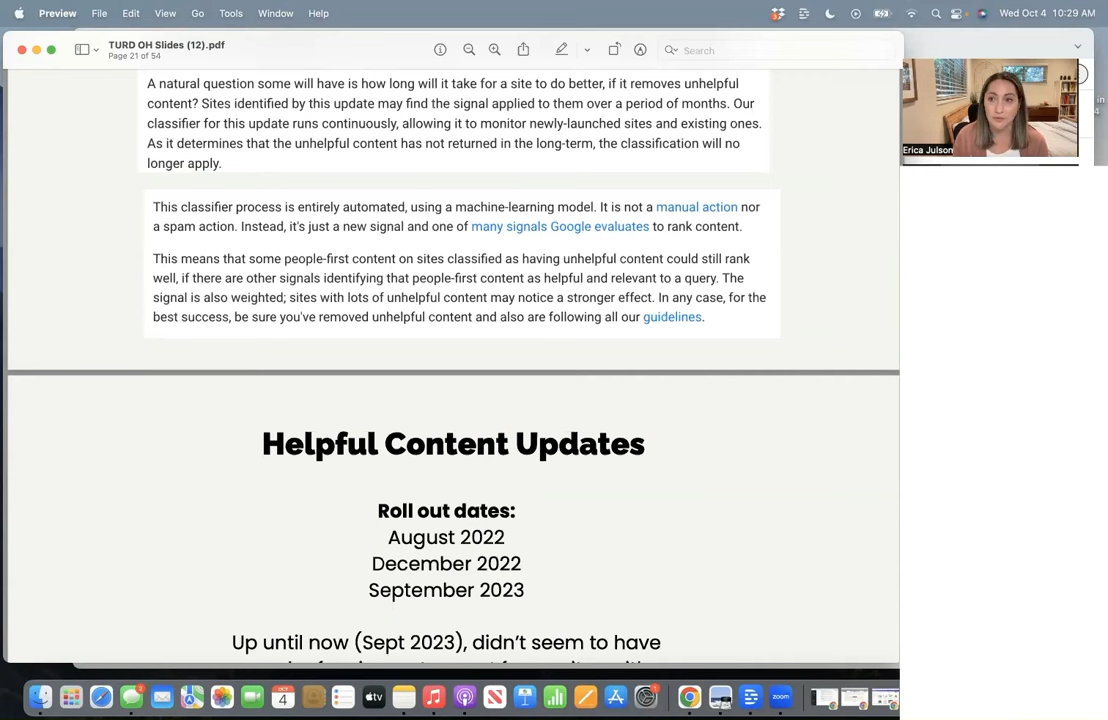 Preview File Edit View Go Tools Window Help Wed Oct 4 10:29 AM
TURD OH Slides (12).pdf
Page 21 of 54
Search
A natural question some will have is how long will it take for a site to do better, if it removes unhelpful
content? Sites identified by this update may find the signal applied to them over a period of months. Our
classifier for this update runs continuously, allowing it to monitor newly-launched sites and existing ones.
As it determines that the unhelpful content has not returned in the long-term, the classification will no
longer apply.
Erica Julson
This classifier process is entirely automated, using a machine-learning model. It is not a manual action nor
a spam action. Instead, it's just a new signal and one of many signals Google evaluates to rank content.
This means that some people-first content on sites classified as having unhelpful content could still rank
well, if there are other signals identifying that people-first content as helpful and relevant to a query. The
signal is also weighted; sites with lots of unhelpful content may notice a stronger effect. In any case, for the
best success, be sure you've removed unhelpful content and also are following all our guidelines.
Helpful Content Updates
Roll out dates:
August 2022
December 2022
September 2023
Up until now (Sept 2023), didn't seem to have
in
4
tv
zoom